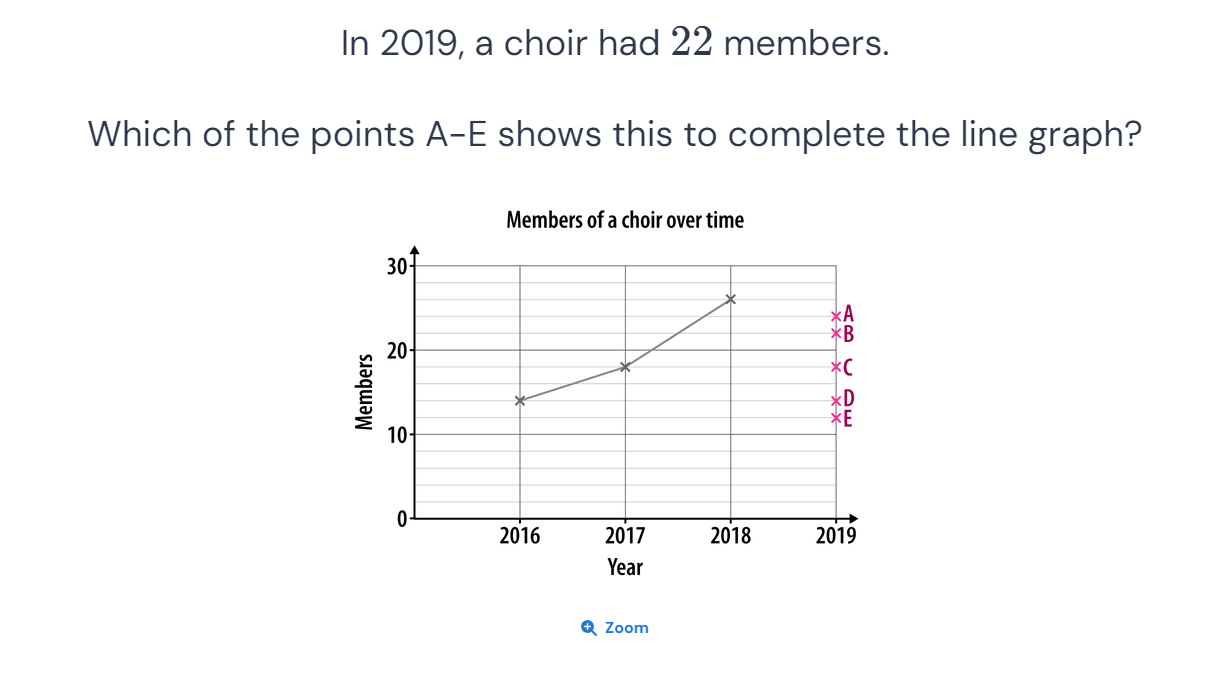 In 2019, a choir had 22 members.
Which of the points A-E shows this to complete the line graph?
Members of a choir over time
30
A
B
20
C
Members
D
E
10
0
2016 2017 2018 2019
Year
Zoom